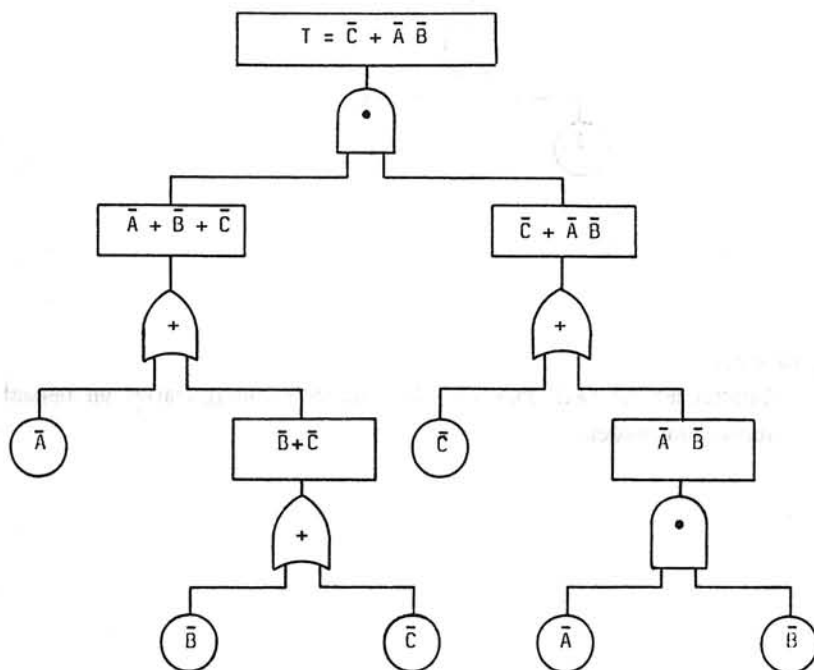 T = C̄ + Ā B̄
•
Ā + B̄ + C̄
C̄ + Ā B̄
+
+
Ā
B̄+C̄
C̄
Ā B̄
+
•
B̄
C̄
Ā
B̄